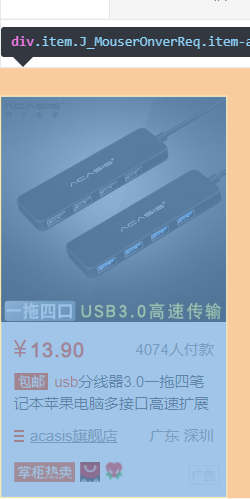 div.item.J_MouserOnverReq.item-a
ACASIS
ACASIS
ACASIS
一拖四口 USB3.0高速传输
￥13.90 4074人付款
包邮 usb分线器3.0一拖四笔
记本苹果电脑多接口高速扩展
acasis旗舰店 广东 深圳
掌柜热卖
广告